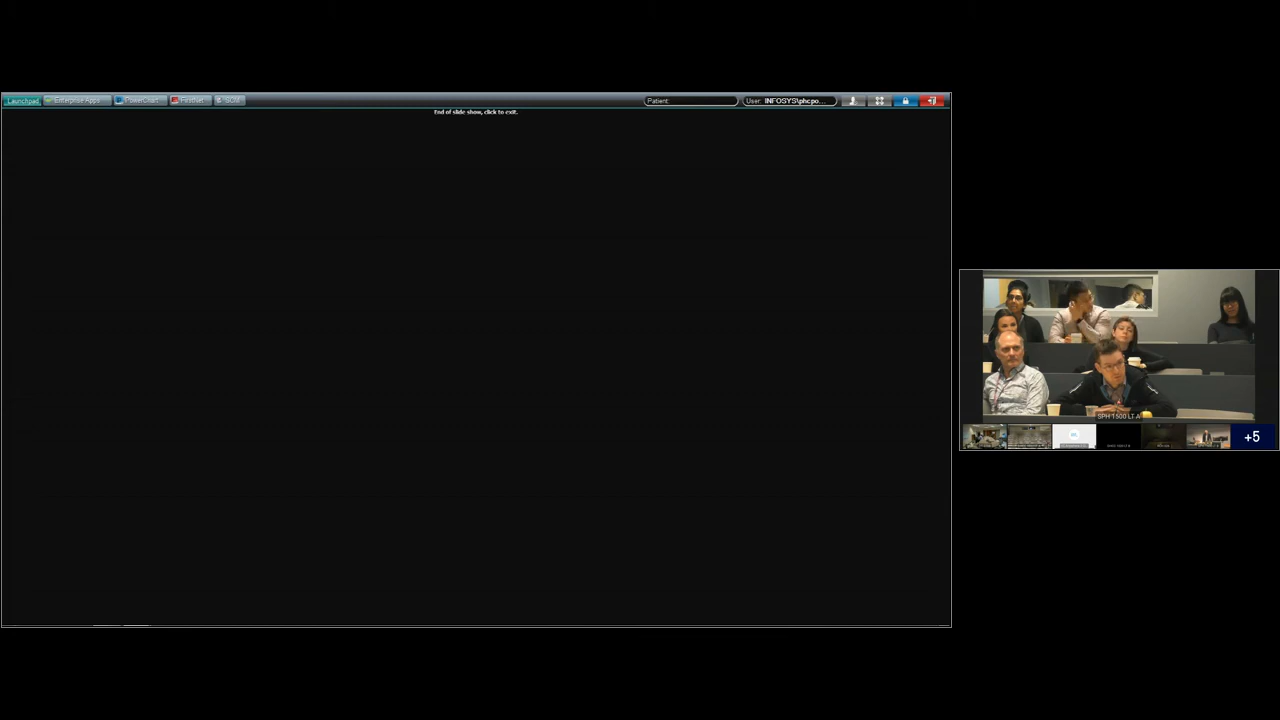 Launchpad Enterprise Apps PowerChart FirstNet SCM Patient: User: INFOSYS\phcpo...
End of slide show, click to exit.
SPH 1500 LT A
+5